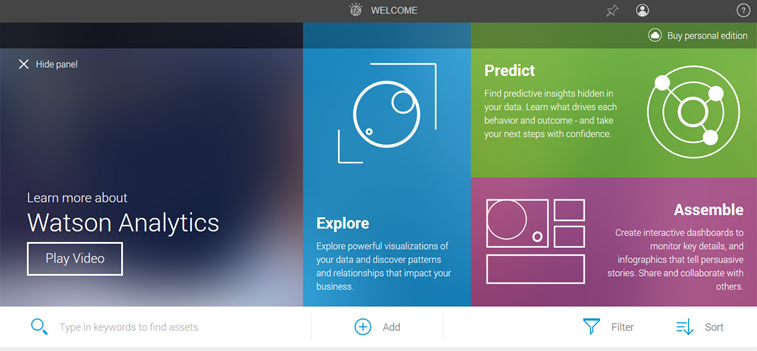 WELCOME
?
Buy personal edition
Hide panel
Learn more about
Watson Analytics
Play Video
Explore
Explore powerful visualizations of
your data and discover patterns
and relationships that impact your
business.
Predict
Find predictive insights hidden in
your data. Learn what drives each
behavior and outcome - and take
your next steps with confidence.
Assemble
Create interactive dashboards to
monitor key details, and
infographics that tell persuasive
stories. Share and collaborate with
others.
Type in keywords to find assets
Add
Filter
Sort